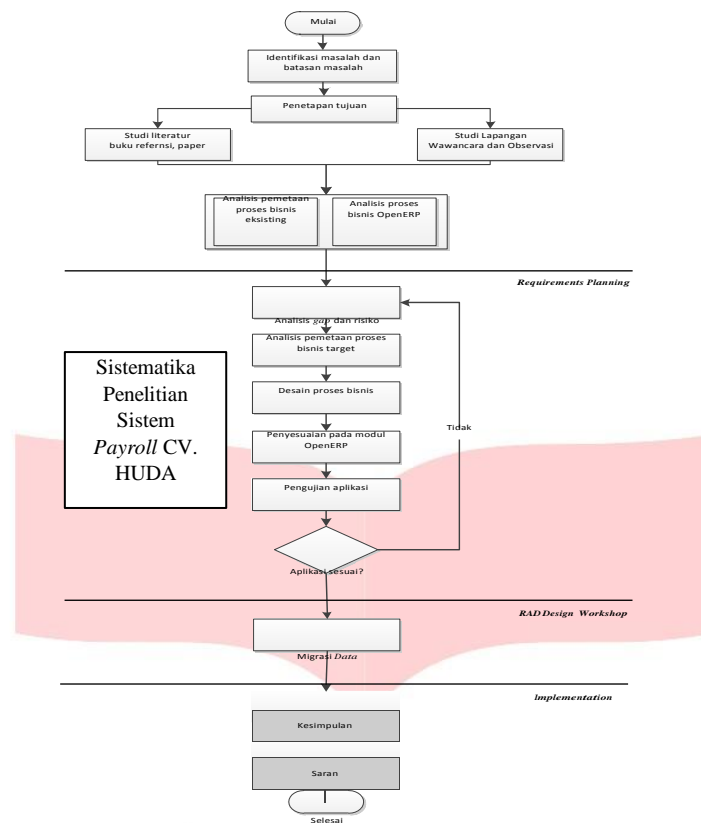 Mulai
Identifikasi masalah dan
batasan masalah
Penetapan tujuan
Studi literatur
buku refernsi, paper
Studi Lapangan
Wawancara dan Observasi
Analisis pemetaan
proses bisnis
eksisting
Analisis proses
bisnis OpenERP
Requirements Planning
Analisis gap dan risiko
Analisis pemetaan proses
bisnis target
Sistematika
Penelitian
Sistem
Payroll CV.
HUDA
Desain proses bisnis
Tidak
Penyesuaian pada modul
OpenERP
Pengujian aplikasi
Aplikasi sesuai?
RAD Design Workshop
Migrasi Data
Implementation
Kesimpulan
Saran
Selesai